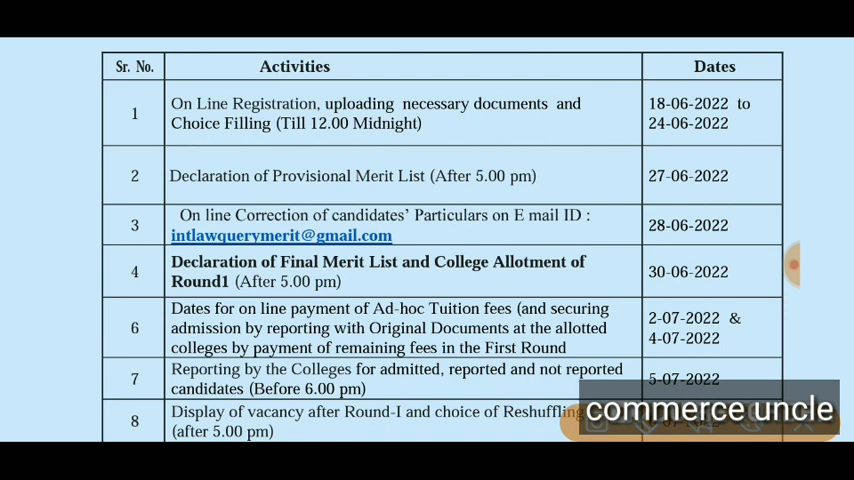 Sr. No. Activities Dates
1 On Line Registration, uploading necessary documents and 18-06-2022 to
Choice Filling (Till 12.00 Midnight) 24-06-2022
2 Declaration of Provisional Merit List (After 5.00 pm) 27-06-2022
3 On line Correction of candidates' Particulars on E mail ID : 28-06-2022
intlawquerymerit@gmail.com
4 Declaration of Final Merit List and College Allotment of 30-06-2022
Round1 (After 5.00 pm)
6 Dates for on line payment of Ad-hoc Tuition fees (and securing 2-07-2022 &
admission by reporting with Original Documents at the allotted 4-07-2022
colleges by payment of remaining fees in the First Round
7 Reporting by the Colleges for admitted, reported and not reported 5-07-2022
candidates (Before 6.00 pm)
8 Display of vacancy after Round-I and choice of Reshuffling
(after 5.00 pm)
commerce uncle